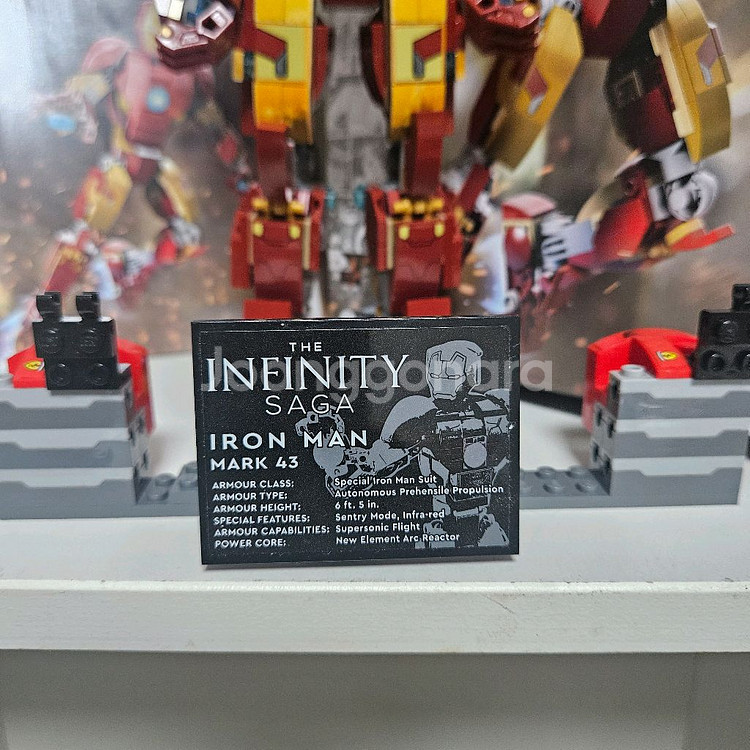 THE
INFINITY
SAGA
IRON MAN
MARK 43
ARMOUR CLASS: Special Iron Man Suit
ARMOUR TYPE: Autonomous Prehensile Propulsion
ARMOUR HEIGHT: 6 ft. 5 in.
SPECIAL FEATURES: Sentry Mode, Infra-red
ARMOUR CAPABILITIES: Supersonic Flight
POWER CORE: New Element Arc Reactor
Joonggonara